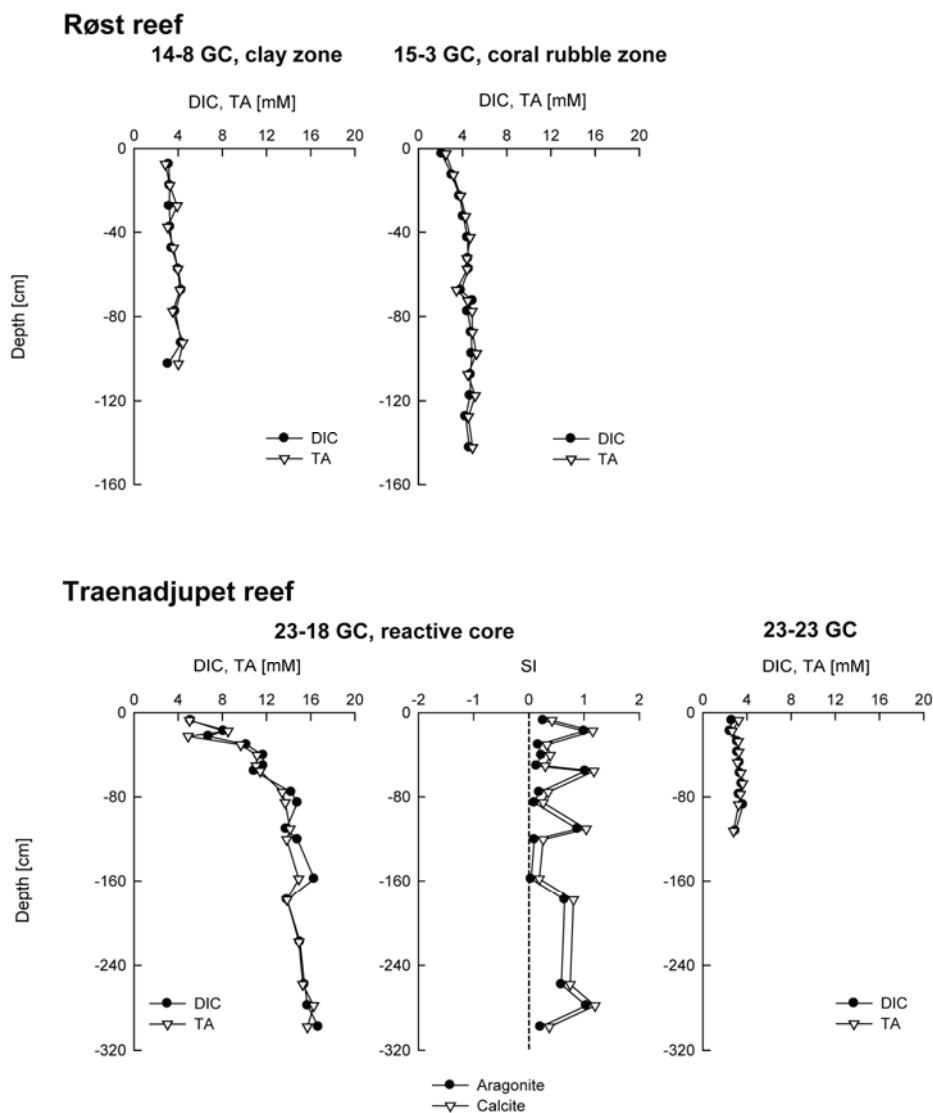 Røst reef
14-8 GC, clay zone
15-3 GC, coral rubble zone
DIC, TA [mM]
DIC, TA [mM]
0 4 8 12 16 20
0 4 8 12 16 20
0
-40
-80
-120
-160
Depth [cm]
DIC
TA
0
-40
-80
-120
-160
DIC
TA
Traenadjupet reef
23-18 GC, reactive core
23-23 GC
DIC, TA [mM]
SI
DIC, TA [mM]
0 4 8 12 16 20
-2 -1 0 1 2
0 4 8 12 16 20
0
-80
-160
-240
-320
Depth [cm]
DIC
TA
0
-80
-160
-240
-320
Aragonite
Calcite
0
-80
-160
-240
-320
DIC
TA